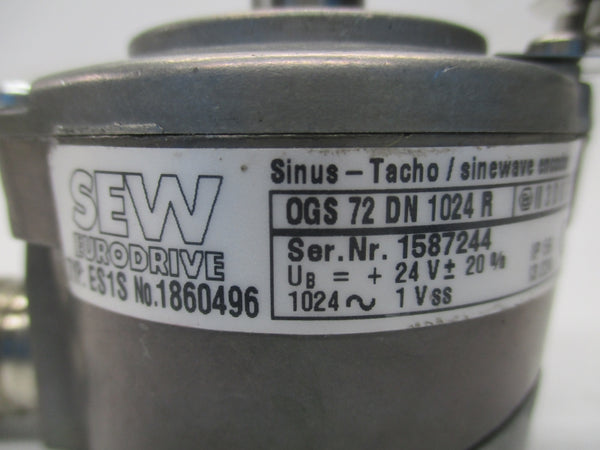 SEW
EURODRIVE
TYP: ES1S No.1860496
Sinus - Tacho / sinewave encoder
OGS 72 DN 1024 R
Ser.Nr. 1587244
UB = + 24 V ± 20 %
1024 ∿ 1 Vss